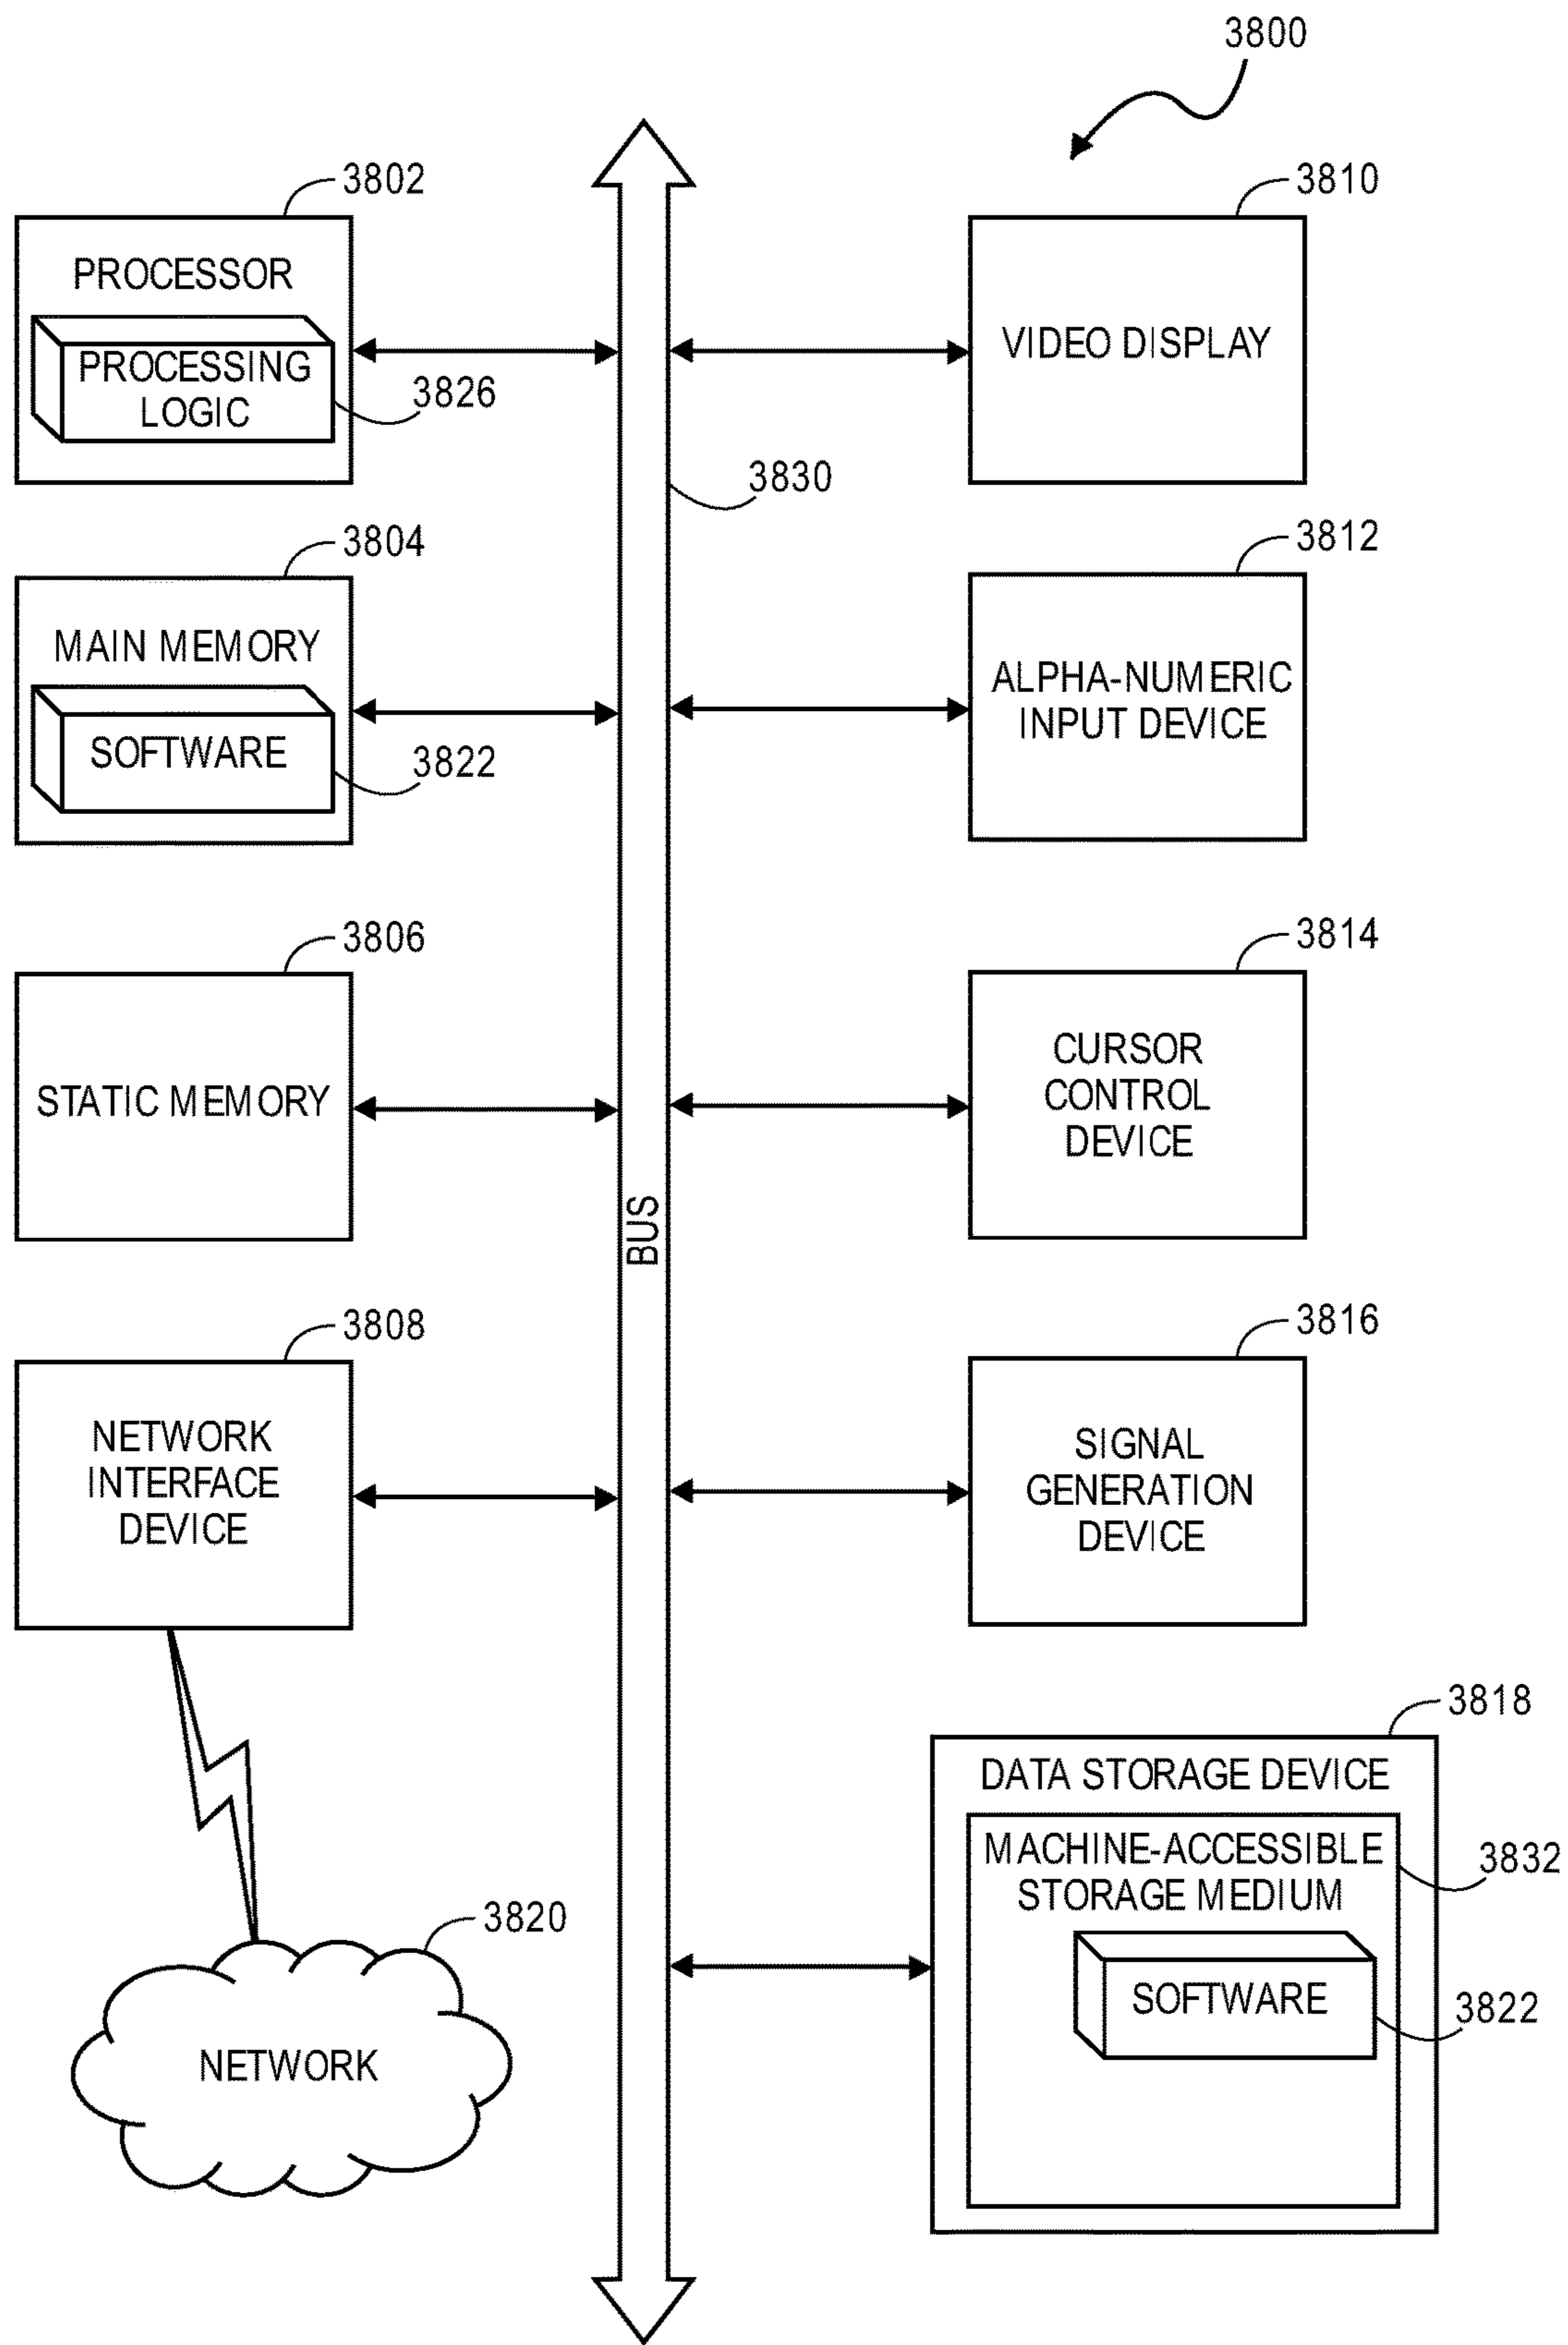 3800
3802
PROCESSOR
PROCESSING
LOGIC
3826
3810
VIDEO DISPLAY
3830
3804
MAIN MEMORY
SOFTWARE
3822
3812
ALPHA-NUMERIC
INPUT DEVICE
3806
STATIC MEMORY
3814
CURSOR
CONTROL
DEVICE
BUS
3808
NETWORK
INTERFACE
DEVICE
3816
SIGNAL
GENERATION
DEVICE
3818
DATA STORAGE DEVICE
MACHINE-ACCESSIBLE
STORAGE MEDIUM
3832
SOFTWARE
3822
3820
NETWORK